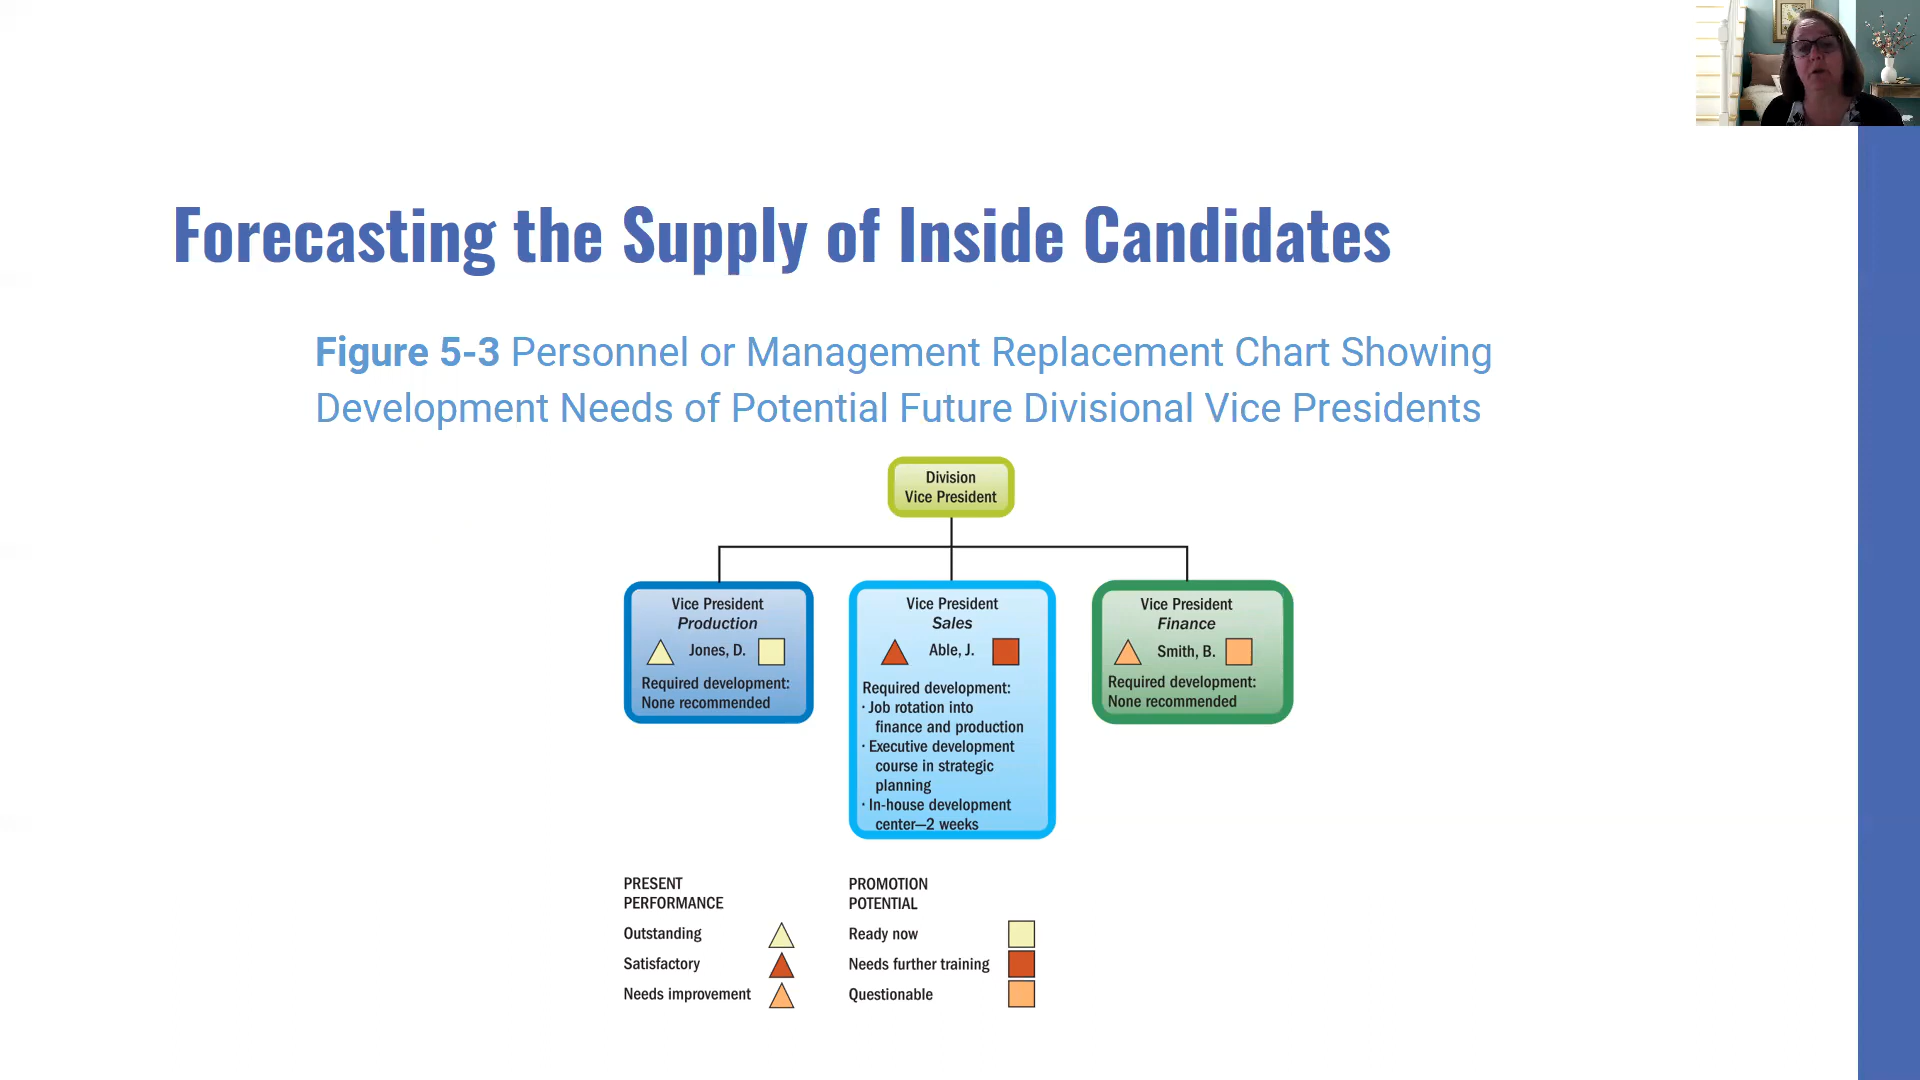 Forecasting the Supply of Inside Candidates
Figure 5-3 Personnel or Management Replacement Chart Showing
Development Needs of Potential Future Divisional Vice Presidents
Division
Vice President
Vice President
Production
Jones, D.
Required development:
None recommended
Vice President
Sales
Able, J.
Required development:
· Job rotation into
finance and production
· Executive development
course in strategic
planning
· In-house development
center—2 weeks
Vice President
Finance
Smith, B.
Required development:
None recommended
PRESENT
PERFORMANCE
Outstanding
Satisfactory
Needs improvement
PROMOTION
POTENTIAL
Ready now
Needs further training
Questionable